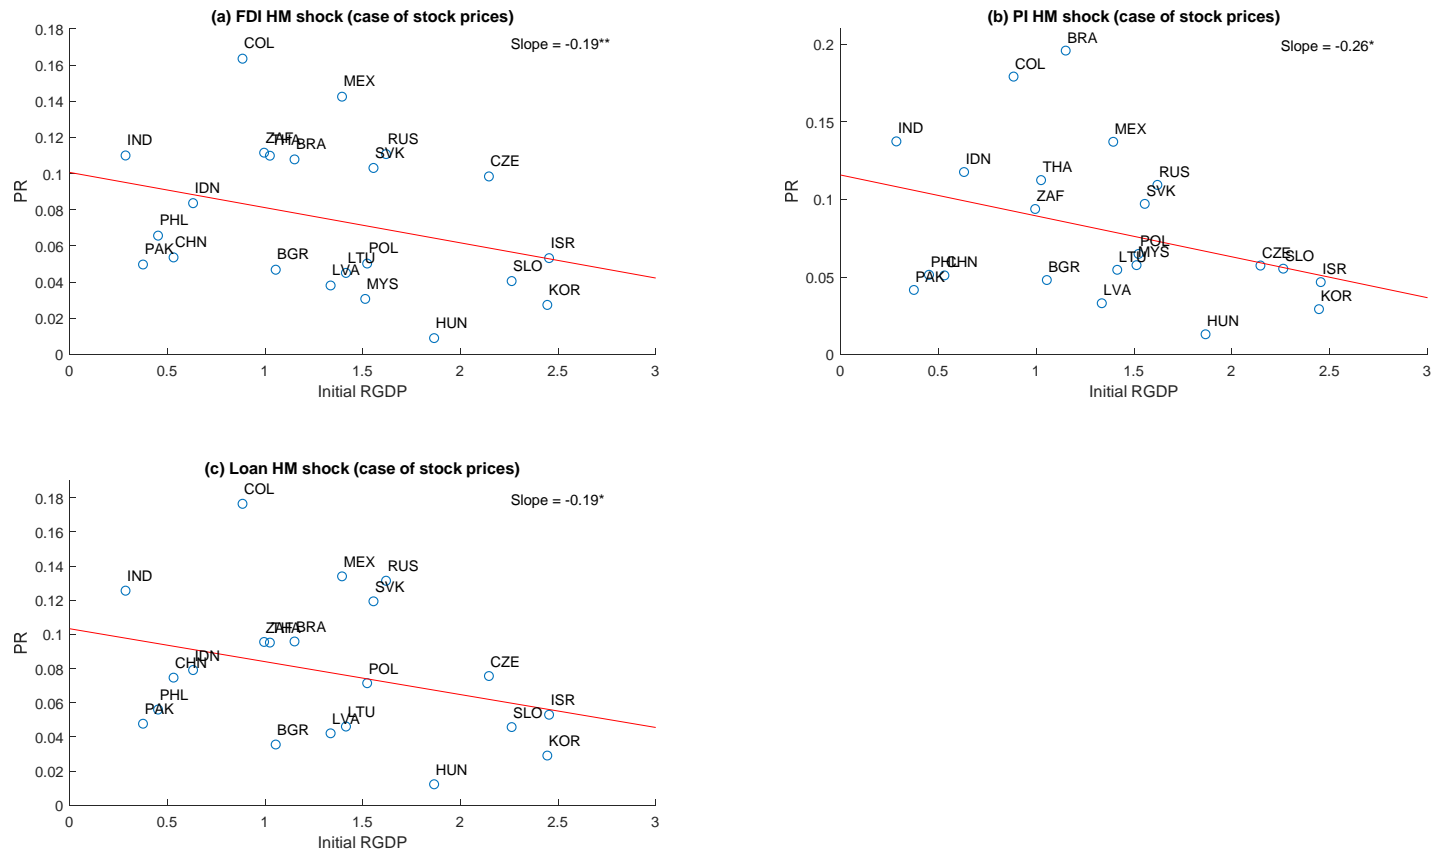 (a) FDI HM shock (case of stock prices)
Slope = -0.19**
PR
0.18
0.16
0.14
0.12
0.1
0.08
0.06
0.04
0.02
0
COL
MEX
IND
ZAF
THA
BRA
RUS
SVK
CZE
IDN
PHL
CHN
PAK
BGR
LVA
LTU
POL
MYS
ISR
SLO
KOR
HUN
0 0.5 1 1.5 2 2.5 3
Initial RGDP
(b) PI HM shock (case of stock prices)
Slope = -0.26*
PR
0.2
0.15
0.1
0.05
0
BRA
COL
IND
MEX
IDN
THA
RUS
ZAF
SVK
POL
MYS
LTU
PHL
CHN
PAK
BGR
LVA
CZE
SLO
ISR
KOR
HUN
0 0.5 1 1.5 2 2.5 3
Initial RGDP
(c) Loan HM shock (case of stock prices)
Slope = -0.19*
PR
0.18
0.16
0.14
0.12
0.1
0.08
0.06
0.04
0.02
0
COL
MEX
RUS
IND
SVK
ZAF
THA
BRA
CHN
IDN
POL
CZE
PHL
PAK
BGR
LVA
LTU
ISR
SLO
KOR
HUN
0 0.5 1 1.5 2 2.5 3
Initial RGDP